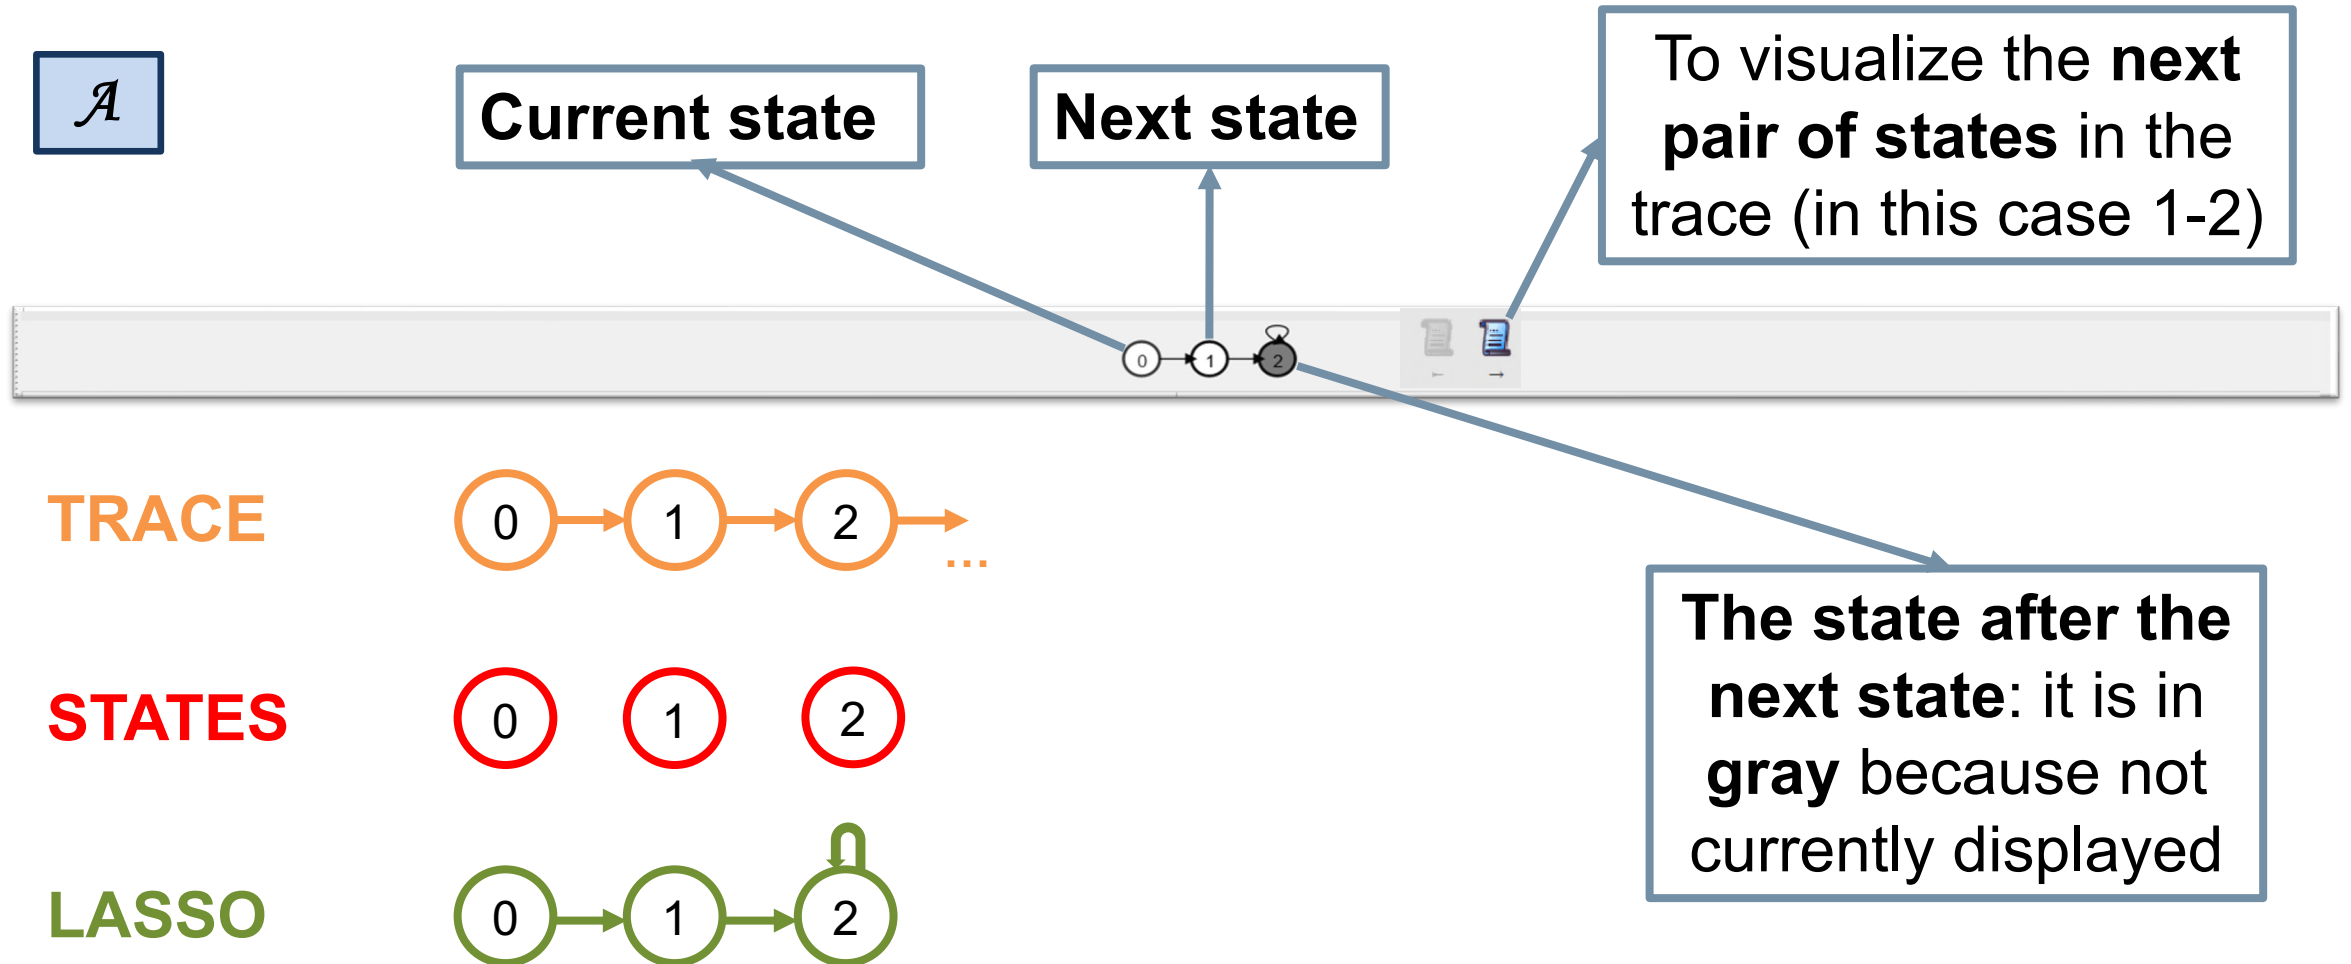 𝒜
Current state
Next state
To visualize the next
pair of states in the
trace (in this case 1-2)
0 1 2
← →
TRACE 0 1 2 ...
STATES 0 1 2
LASSO 0 1 2
The state after the
next state: it is in
gray because not
currently displayed